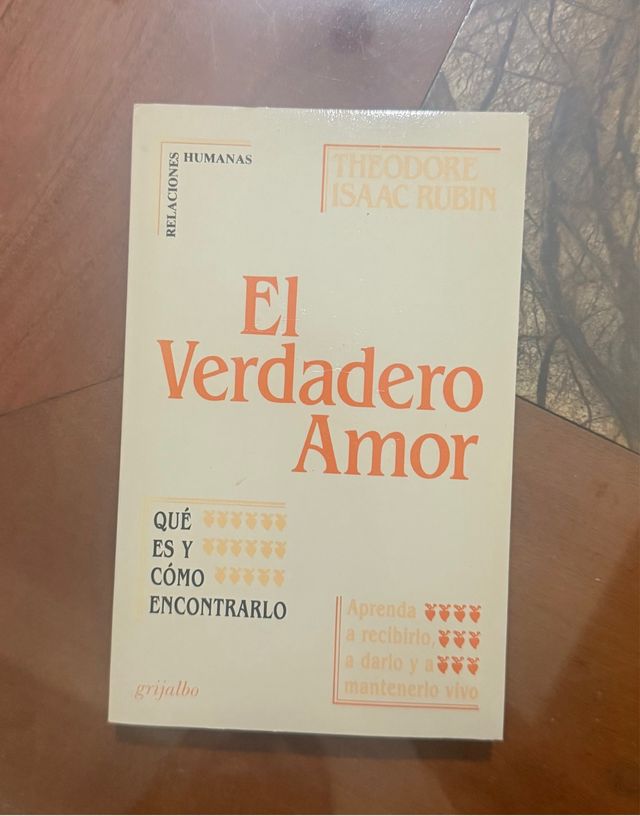 RELACIONES
HUMANAS
THEODORE
ISAAC RUBIN
El
Verdadero
Amor
QUÉ
ES Y
CÓMO
ENCONTRARLO
Aprenda
a recibirlo,
a darlo y a
mantenerlo vivo
grijalbo